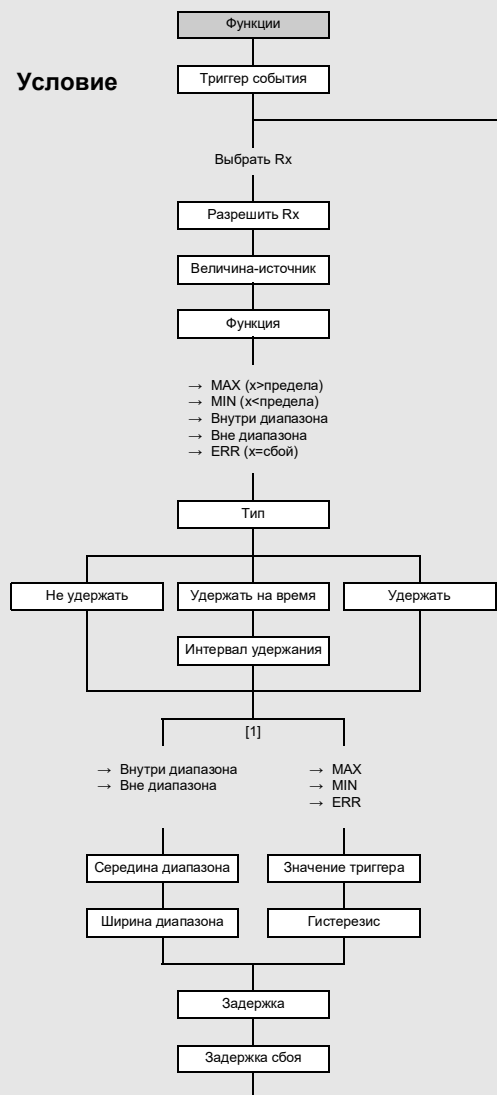 Функции
Условие
Триггер события
Выбрать Rx
Разрешить Rx
Величина-источник
Функция
→ MAX (x>предела)
→ MIN (x<предела)
→ Внутри диапазона
→ Вне диапазона
→ ERR (x=сбой)
Тип
Не удержать
Удержать на время
Удержать
Интервал удержания
[1]
→ Внутри диапазона
→ Вне диапазона
→ MAX
→ MIN
→ ERR
Середина диапазона
Значение триггера
Ширина диапазона
Гистерезис
Задержка
Задержка сбоя